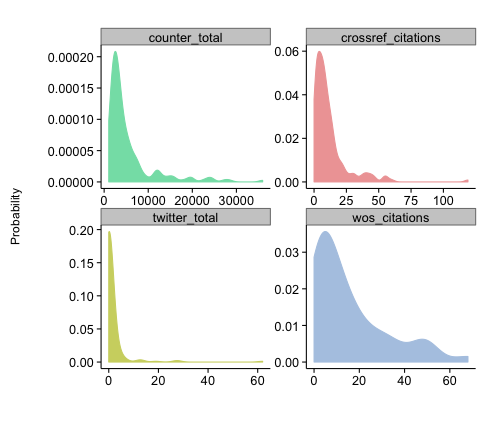 counter_total
crossref_citations
0.00020
0.00015
0.00010
0.00005
0.00000
0.06
0.04
0.02
0.00
0 10000 20000 30000
0 25 50 75 100
Probability
twitter_total
wos_citations
0.20
0.15
0.10
0.05
0.00
0.03
0.02
0.01
0.00
0 20 40 60
0 20 40 60